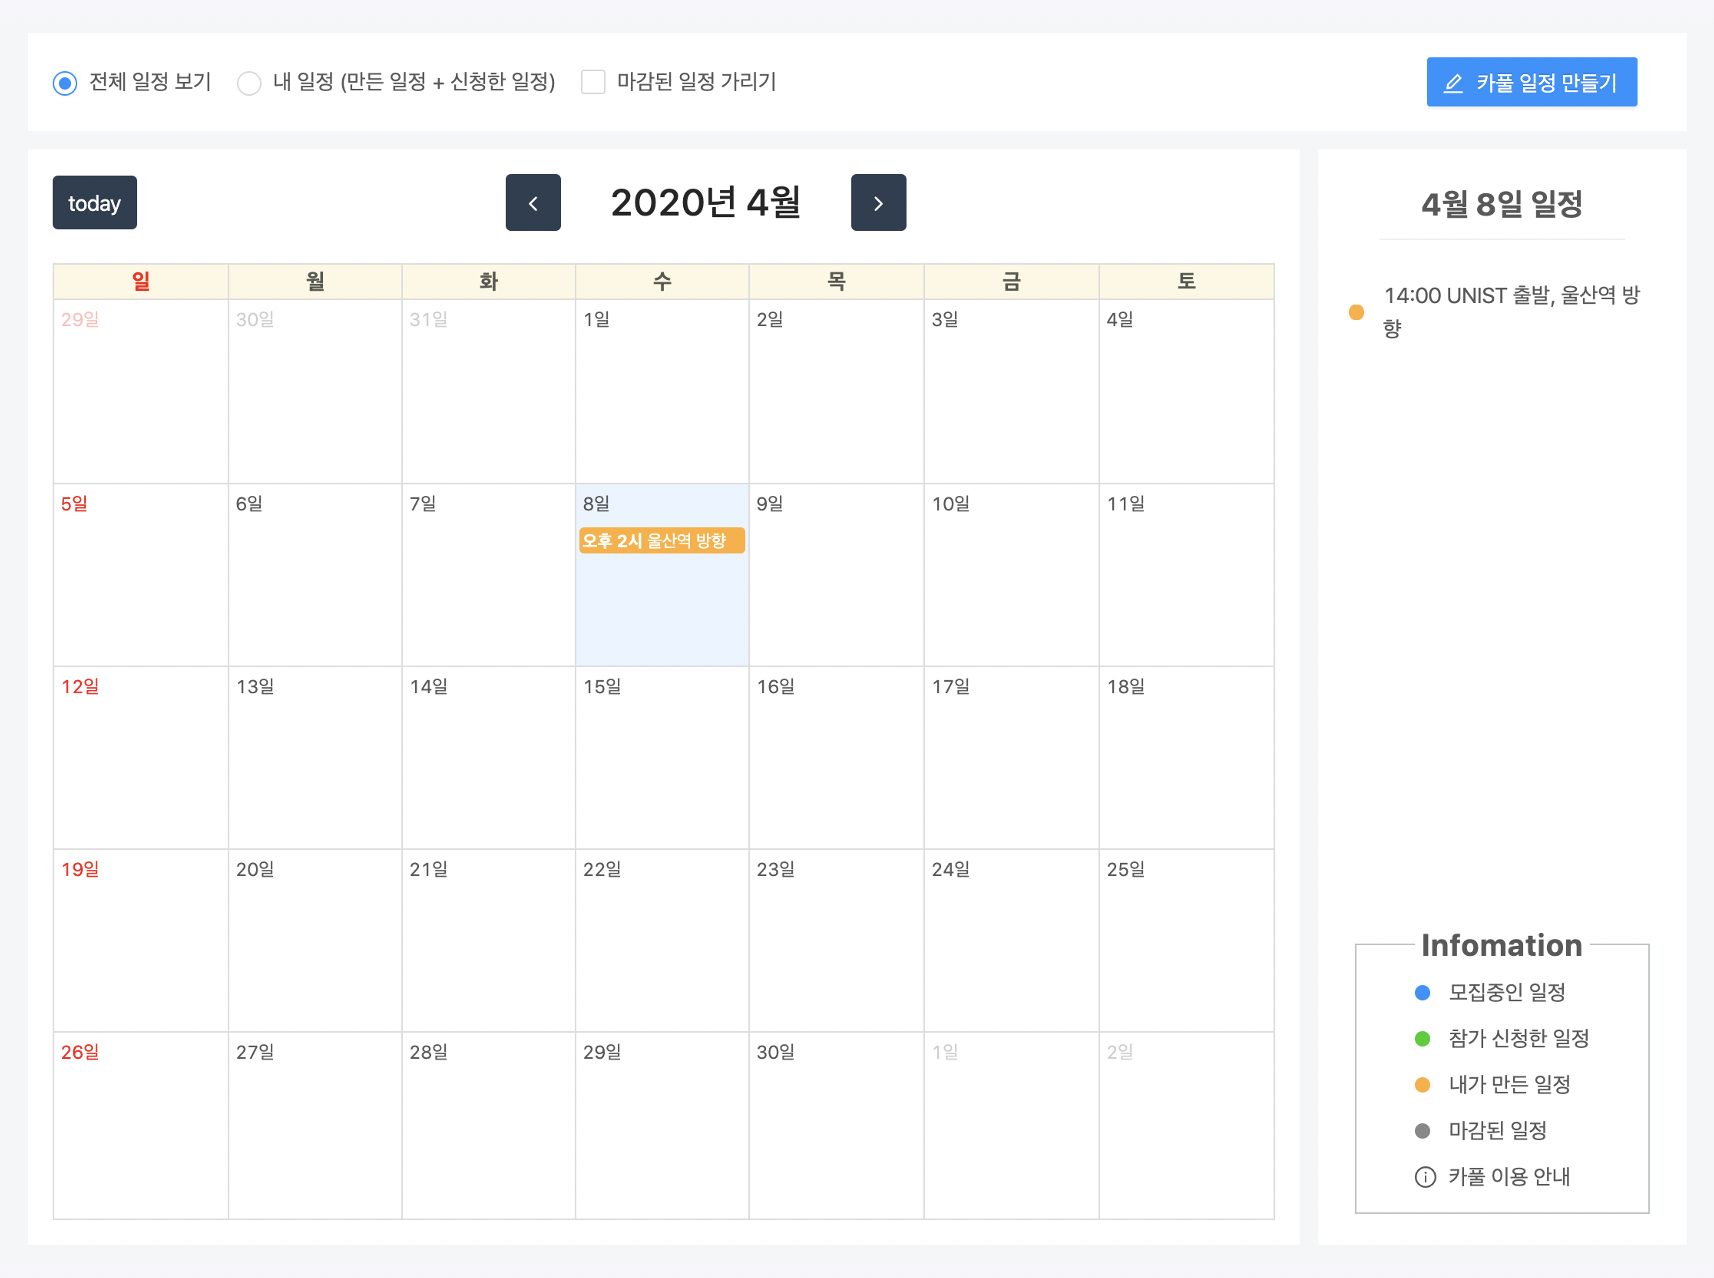 전체 일정 보기 내 일정 (만든 일정 + 신청한 일정) 마감된 일정 가리기 카풀 일정 만들기
today 2020년 4월
일 월 화 수 목 금 토
29일 30일 31일 1일 2일 3일 4일
5일 6일 7일 8일 9일 10일 11일
오후 2시 울산역 방향
12일 13일 14일 15일 16일 17일 18일
19일 20일 21일 22일 23일 24일 25일
26일 27일 28일 29일 30일 1일 2일
4월 8일 일정
14:00 UNIST 출발, 울산역 방
향
Infomation
모집중인 일정
참가 신청한 일정
내가 만든 일정
마감된 일정
카풀 이용 안내